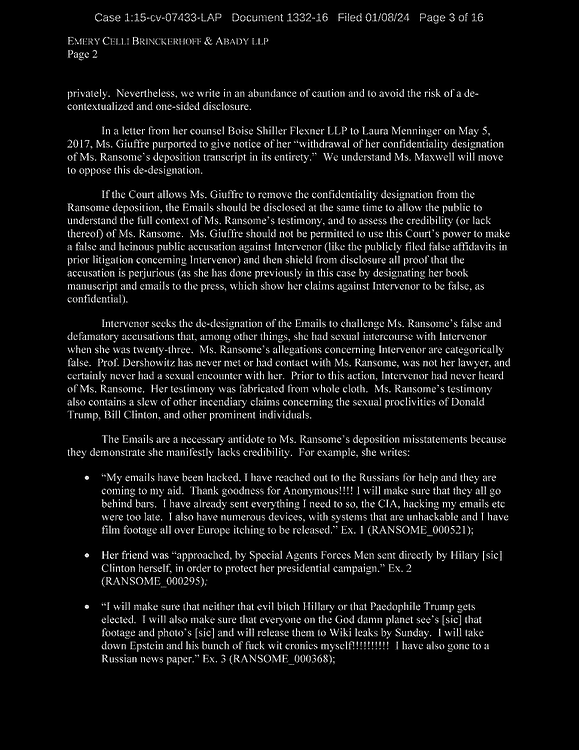 Case 1:15-cv-07433-LAP   Document 1332-16   Filed 01/08/24   Page 3 of 16
EMERY CELLI BRINCKERHOFF & ABADY LLP
Page 2
privately.  Nevertheless, we write in an abundance of caution and to avoid the risk of a de-
contextualized and one-sided disclosure.
In a letter from her counsel Boise Shiller Flexner LLP to Laura Menninger on May 5,
2017, Ms. Giuffre purported to give notice of her “withdrawal of her confidentiality designation
of Ms. Ransome’s deposition transcript in its entirety.”  We understand Ms. Maxwell will move
to oppose this de-designation.
If the Court allows Ms. Giuffre to remove the confidentiality designation from the
Ransome deposition, the Emails should be disclosed at the same time to allow the public to
understand the full context of Ms. Ransome’s testimony, and to assess the credibility (or lack
thereof) of Ms. Ransome.  Ms. Giuffre should not be permitted to use this Court’s power to make
a false and heinous public accusation against Intervenor (like the publicly filed false affidavits in
prior litigation concerning Intervenor) and then shield from disclosure all proof that the
accusation is perjurious (as she has done previously in this case by designating her book
manuscript and emails to the press, which show her claims against Intervenor to be false, as
confidential).
Intervenor seeks the de-designation of the Emails to challenge Ms. Ransome’s false and
defamatory accusations that, among other things, she had sexual intercourse with Intervenor
when she was twenty-three.  Ms. Ransome’s allegations concerning Intervenor are categorically
false.  Prof. Dershowitz has never met or had contact with Ms. Ransome, was not her lawyer, and
certainly never had a sexual encounter with her.  Prior to this action, Intervenor had never heard
of Ms. Ransome.  Her testimony was fabricated from whole cloth.  Ms. Ransome’s testimony
also contains a slew of other incendiary claims concerning the sexual proclivities of Donald
Trump, Bill Clinton, and other prominent individuals.
The Emails are a necessary antidote to Ms. Ransome’s deposition misstatements because
they demonstrate she manifestly lacks credibility.  For example, she writes:
• “My emails have been hacked. I have reached out to the Russians for help and they are
coming to my aid.  Thank goodness for Anonymous!!!! I will make sure that they all go
behind bars.  I have already sent everything I need to so, the CIA, hacking my emails etc
were too late.  I also have numerous devices, with systems that are unhackable and I have
film footage all over Europe itching to be released.” Ex. 1 (RANSOME_000521);
• Her friend was “approached, by Special Agents Forces Men sent directly by Hilary [sic]
Clinton herself, in order to protect her presidential campaign.” Ex. 2
(RANSOME_000295);
• “I will make sure that neither that evil bitch Hillary or that Paedophile Trump gets
elected.  I will also make sure that everyone on the God damn planet see’s [sic] that
footage and photo’s [sic] and will release them to Wiki leaks by Sunday.  I will take
down Epstein and his bunch of fuck wit cronies myself!!!!!!!!!!  I have also gone to a
Russian news paper.” Ex. 3 (RANSOME_000368);